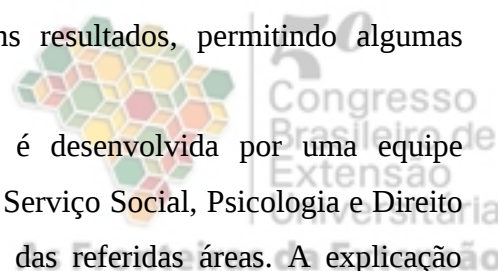 ns resultados, permitindo algumas
5º
Congresso
Brasileiro de
é desenvolvida por uma equipe
Extensão
Serviço Social, Psicologia e Direito
Universitária
das referidas áreas. A explicação